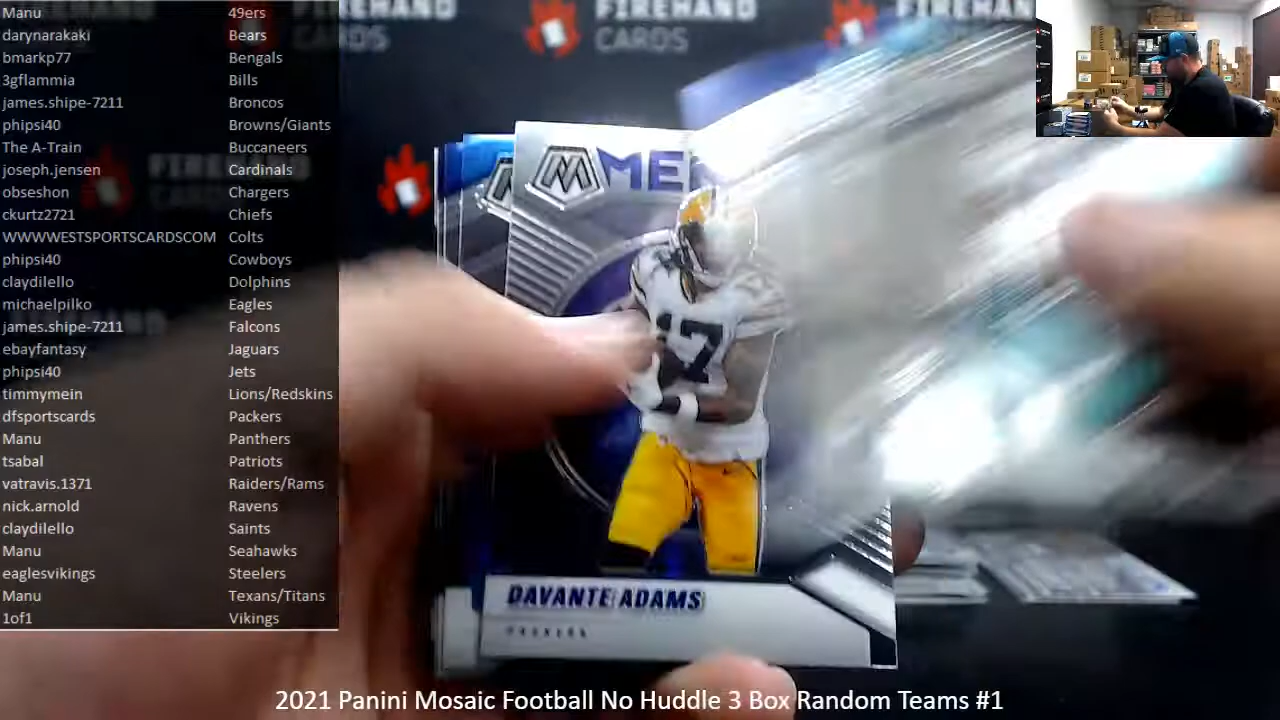 Manu 49ers
darynarakaki Bears
bmarkp77 Bengals
3gflammia Bills
james.shipe-7211 Broncos
phipsi40 Browns/Giants
The A-Train Buccaneers
joseph.jensen Cardinals
obseshon Chargers
ckurtz2721 Chiefs
WWWWESTSPORTSCARDSCOM Colts
phipsi40 Cowboys
claydilello Dolphins
michaelpilko Eagles
james.shipe-7211 Falcons
ebayfantasy Jaguars
phipsi40 Jets
timmymein Lions/Redskins
dfsportscards Packers
Manu Panthers
tsabal Patriots
vatravis.1371 Raiders/Rams
nick.arnold Ravens
claydilello Saints
Manu Seahawks
eaglesvikings Steelers
Manu Texans/Titans
1of1 Vikings
FIREHAND
CARDS
M ME
17
DAVANTE ADAMS
PACKERS
2021 Panini Mosaic Football No Huddle 3 Box Random Teams #1